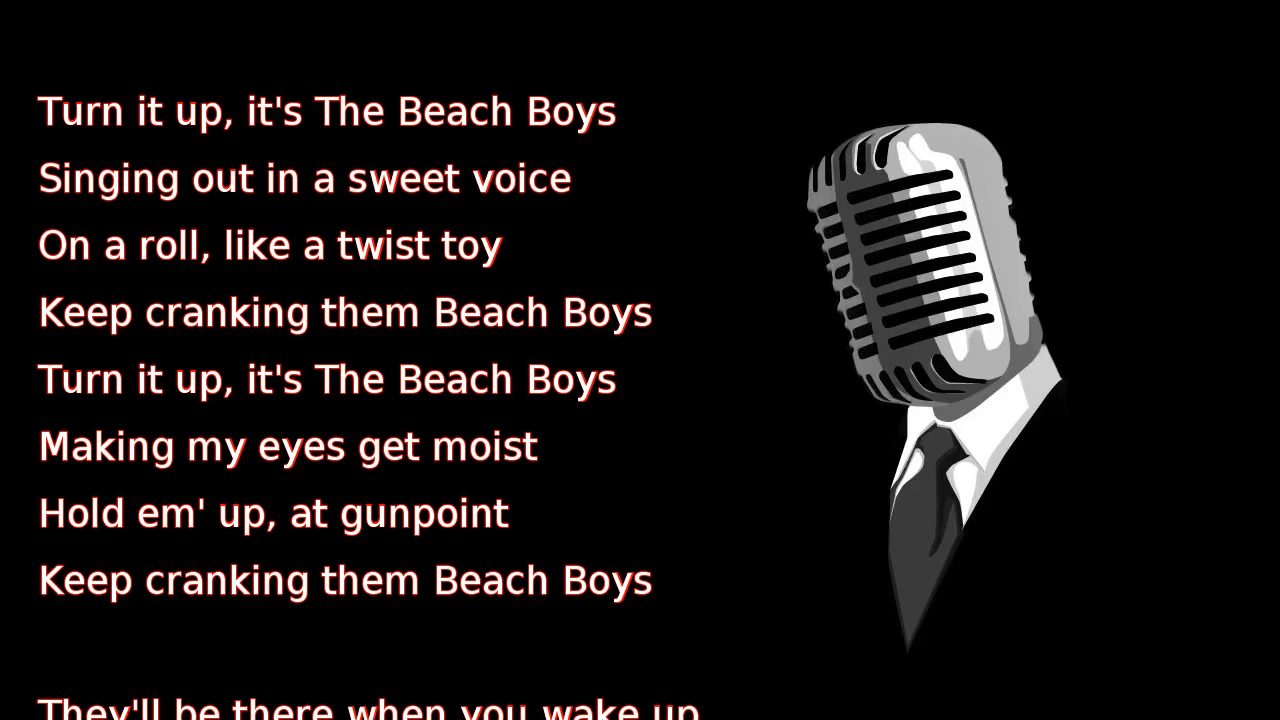 Turn it up, it's The Beach Boys
Singing out in a sweet voice
On a roll, like a twist toy
Keep cranking them Beach Boys
Turn it up, it's The Beach Boys
Making my eyes get moist
Hold em' up, at gunpoint
Keep cranking them Beach Boys
They'll be there when you wake up